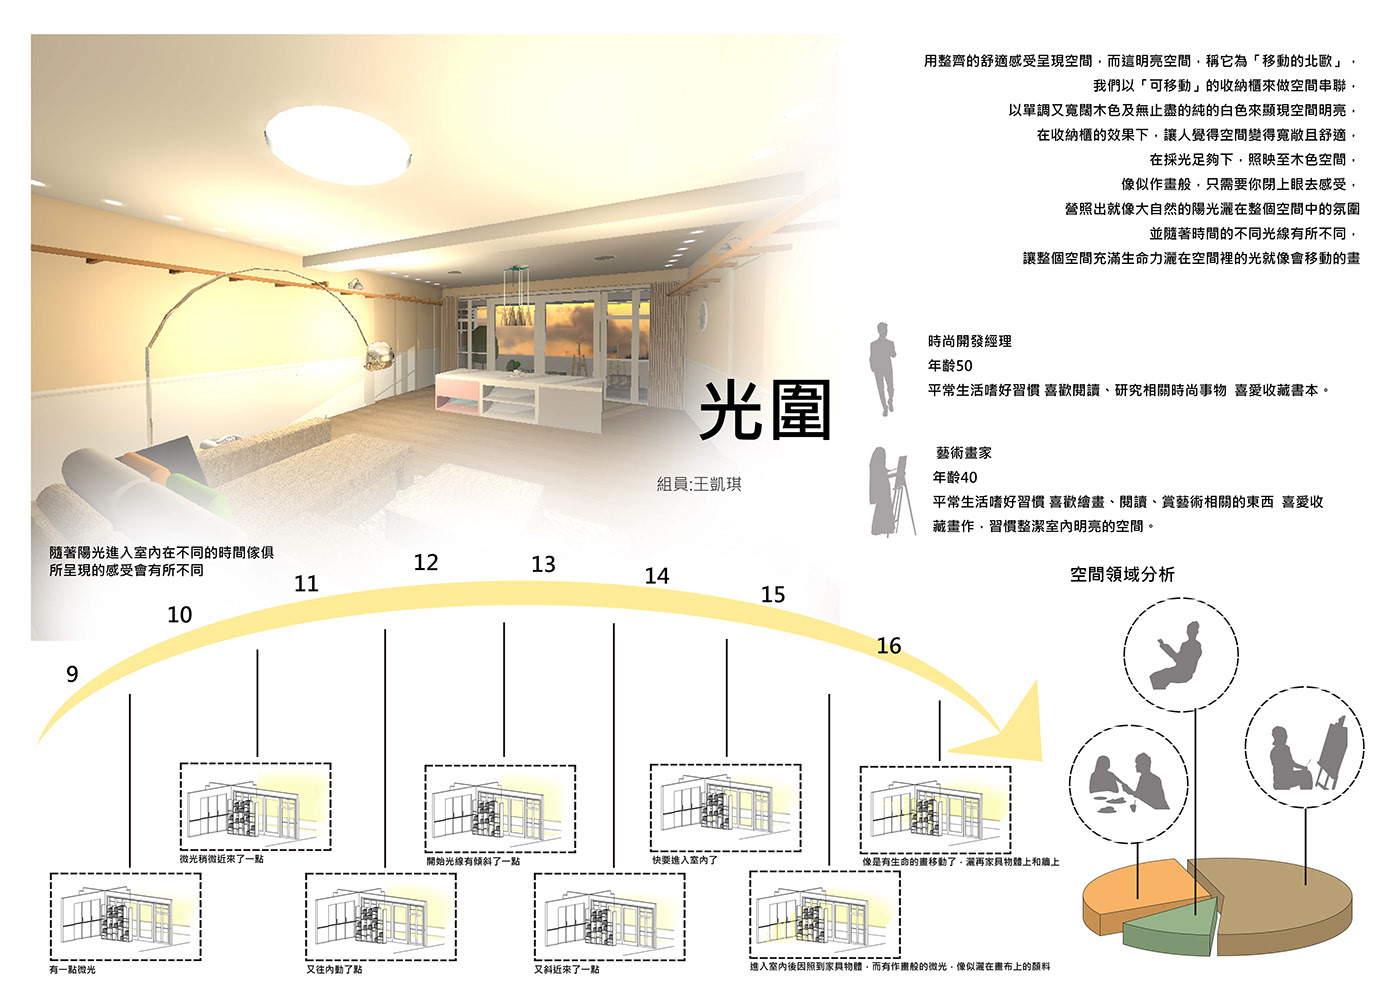 用整齊的舒適感受呈現空間，而這明亮空間，稱它為「移動的北歐」，
我們以「可移動」的收納櫃來做空間串聯，
以單調又寬闊木色及無止盡的純的白色來顯現空間明亮，
在收納櫃的效果下，讓人覺得空間變得寬敞且舒適，
在採光足夠下，照映至木色空間，
像似作畫般，只需要你閉上眼去感受，
營照出就像大自然的陽光灑在整個空間中的氛圍
並隨著時間的不同光線有所不同，
讓整個空間充滿生命力灑在空間裡的光就像會移動的畫
時尚開發經理
年齡50
平常生活嗜好習慣 喜歡閱讀、研究相關時尚事物 喜愛收藏書本。
光圍
組員:王凱琪
藝術畫家
年齡40
平常生活嗜好習慣 喜歡繪畫、閱讀、賞藝術相關的東西 喜愛收
藏畫作，習慣整潔室內明亮的空間。
隨著陽光進入室內在不同的時間傢俱
所呈現的感受會有所不同
9
10
11
12
13
14
15
16
空間領域分析
微光稍微近來了一點
開始光線有傾斜了一點
快要進入室內了
像是有生命的畫移動了，灑再家具物體上和牆上
有一點微光
又往內動了點
又斜近來了一點
進入室內後因照到家具物體，而有作畫般的微光，像似灑在畫布上的顏料